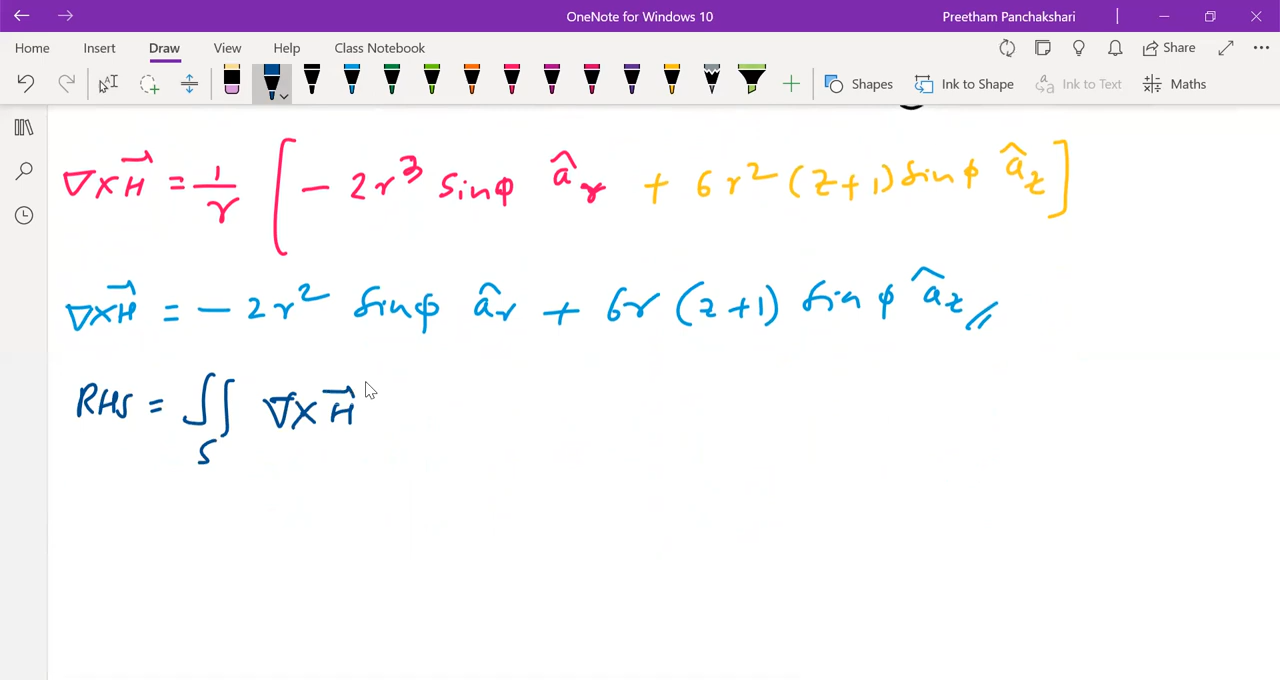 OneNote for Windows 10
Preetham Panchakshari
Home Insert Draw View Help Class Notebook Share
Shapes Ink to Shape Ink to Text Maths
∇×H⃗ = 1/r [ - 2r³ sinφ âr + 6r² (z+1) sinφ âz ]
∇×H⃗ = - 2r² sinφ âr + 6r (z+1) sinφ âz //
RHS = ∬S ∇×H⃗